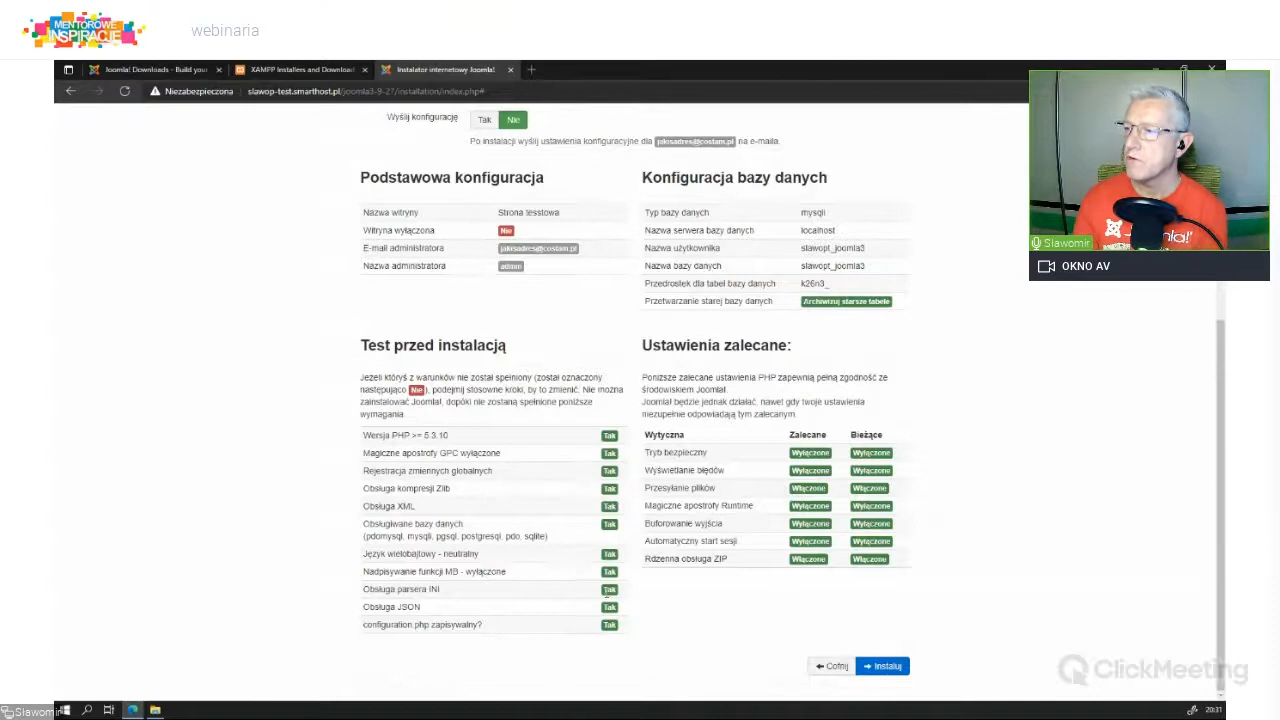 MENTOROWE
INSPIRACJE
webinaria
Joomla! Downloads - Build your
XAMPP Installers and Download
Instalator internetowy Joomla!
Niezabezpieczona
slawop-test.smarthost.pl/joomla3-9-27/installation/index.php#
Wyślij konfigurację
Tak Nie
Po instalacji wyślij ustawienia konfiguracyjne dla jakisadres@costam.pl na e-maila.
Podstawowa konfiguracja
Nazwa witryny Strona tesstowa
Witryna wyłączona Nie
E-mail administratora jakisadres@costam.pl
Nazwa administratora admon
Konfiguracja bazy danych
Typ bazy danych mysqli
Nazwa serwera bazy danych localhost
Nazwa użytkownika slawopt_joomla3
Nazwa bazy danych slawopt_joomla3
Przedrostek dla tabel bazy danych k26n3_
Przetwarzanie starej bazy danych Archiwizuj starsze tabele
Test przed instalacją
Jeżeli któryś z warunków nie został spełniony (został oznaczony
następująco Nie), podejmij stosowne kroki, by to zmienić. Nie można
zainstalować Joomla!, dopóki nie zostaną spełnione poniższe
wymagania.
Wersja PHP >= 5.3.10 Tak
Magiczne apostrofy GPC wyłączone Tak
Rejestracja zmiennych globalnych Tak
Obsługa kompresji Zlib Tak
Obsługa XML Tak
Obsługiwane bazy danych Tak
(pdomysql, mysqli, pgsql, postgresql, pdo, sqlite)
Język wielobajtowy - neutralny Tak
Nadpisywanie funkcji MB - wyłączone Tak
Obsługa parsera INI Tak
Obsługa JSON Tak
configuration.php zapisywalny? Tak
Ustawienia zalecane:
Poniższe zalecane ustawienia PHP zapewnią pełną zgodność ze
środowiskiem Joomla!.
Joomla! będzie jednak działać, nawet gdy twoje ustawienia
niezupełnie odpowiadają tym zalecanym.
Wytyczna Zalecane Bieżące
Tryb bezpieczny Wyłączone Wyłączone
Wyświetlanie błędów Wyłączone Wyłączone
Przesyłanie plików Włączone Włączone
Magiczne apostrofy Runtime Wyłączone Wyłączone
Buforowanie wyjścia Wyłączone Wyłączone
Automatyczny start sesji Wyłączone Wyłączone
Rdzenna obsługa ZIP Włączone Włączone
Cofnij Instaluj
Sławomir
OKNO AV
ClickMeeting
Sławomir
20:31